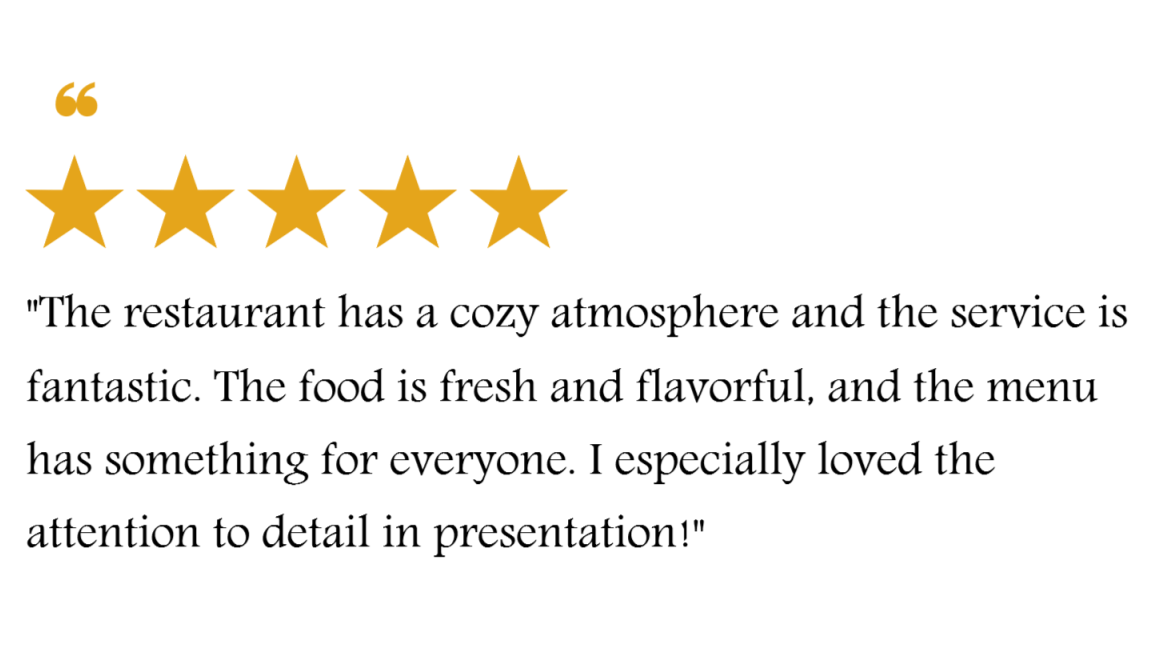 “
"The restaurant has a cozy atmosphere and the service is
fantastic. The food is fresh and flavorful, and the menu
has something for everyone. I especially loved the
attention to detail in presentation!"